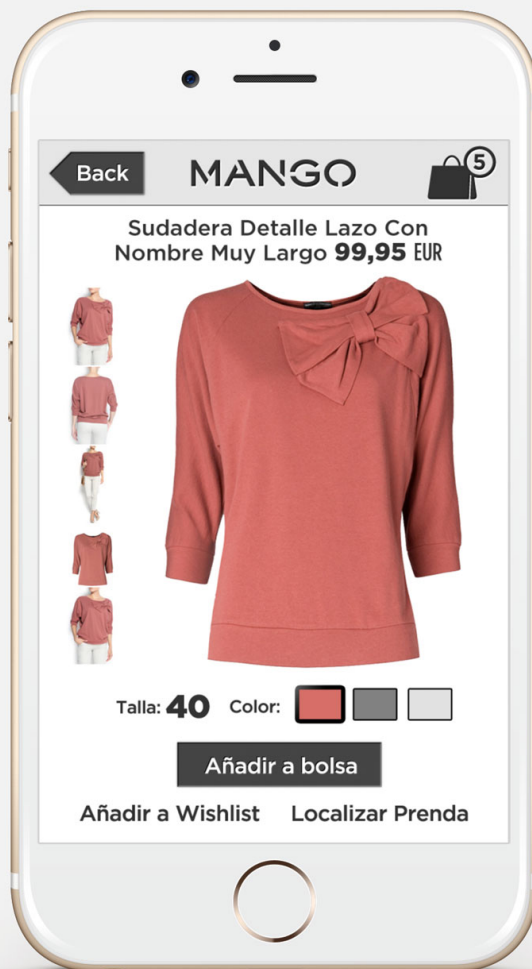 Back
MANGO
5
Sudadera Detalle Lazo Con
Nombre Muy Largo 99,95 EUR
Talla: 40 Color:
Añadir a bolsa
Añadir a Wishlist Localizar Prenda